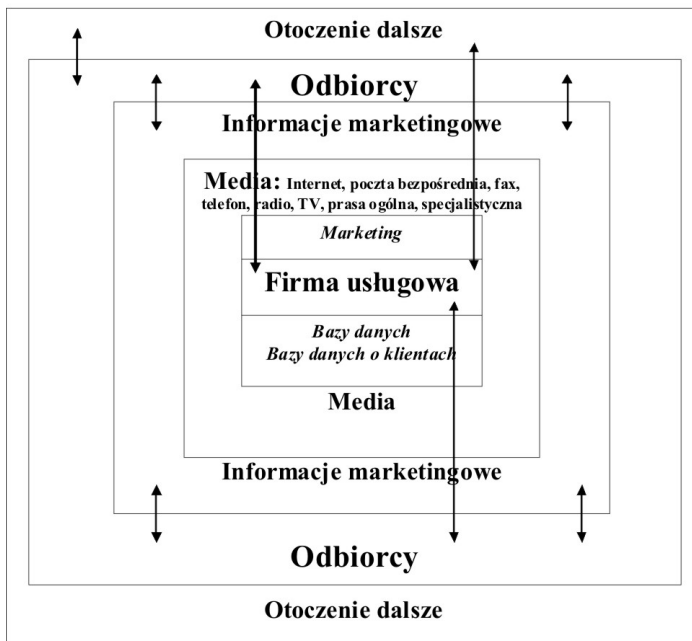 Otoczenie dalsze
Odbiorcy
Informacje marketingowe
Media: Internet, poczta bezpośrednia, fax,
telefon, radio, TV, prasa ogólna, specjalistyczna
Marketing
Firma usługowa
Bazy danych
Bazy danych o klientach
Media
Informacje marketingowe
Odbiorcy
Otoczenie dalsze